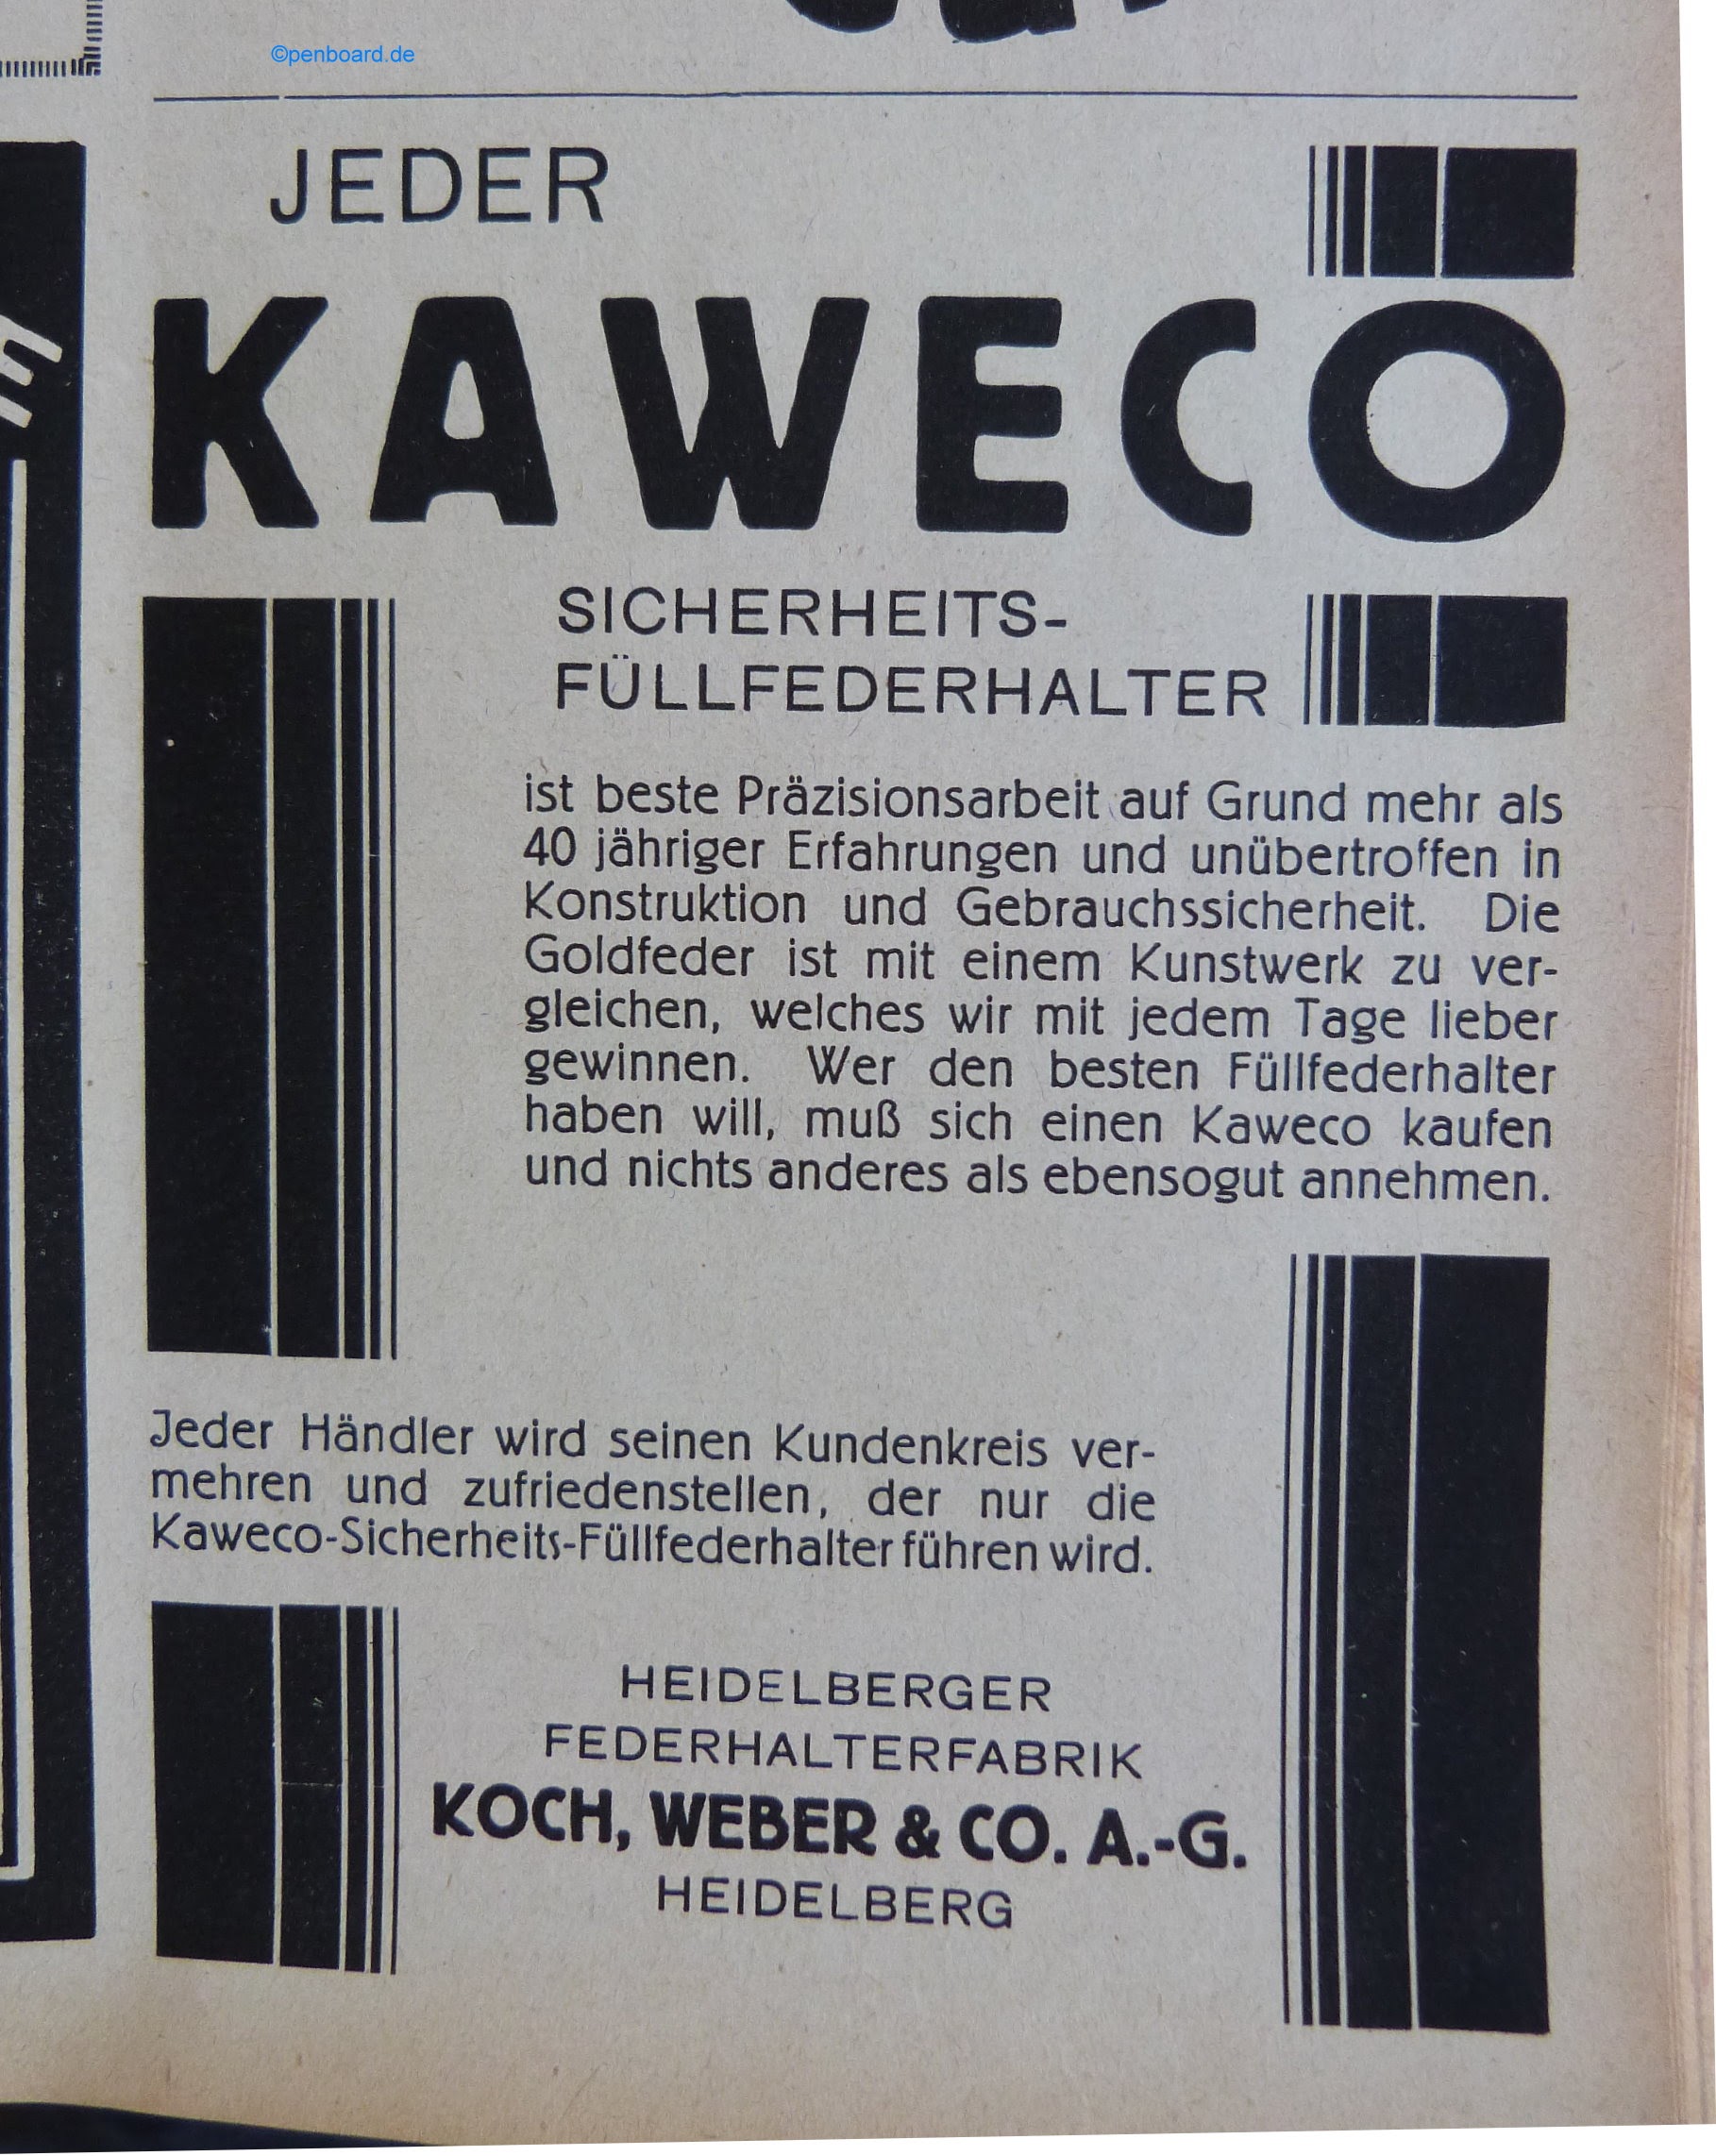 ©penboard.de
JEDER
KAWECO
SICHERHEITS-
FÜLLFEDERHALTER
ist beste Präzisionsarbeit auf Grund mehr als
40 jähriger Erfahrungen und unübertroffen in
Konstruktion und Gebrauchssicherheit. Die
Goldfeder ist mit einem Kunstwerk zu ver-
gleichen, welches wir mit jedem Tage lieber
gewinnen. Wer den besten Füllfederhalter
haben will, muß sich einen Kaweco kaufen
und nichts anderes als ebensogut annehmen.
Jeder Händler wird seinen Kundenkreis ver-
mehren und zufriedenstellen, der nur die
Kaweco-Sicherheits-Füllfederhalter führen wird.
HEIDELBERGER
FEDERHALTERFABRIK
KOCH, WEBER & CO. A.-G.
HEIDELBERG